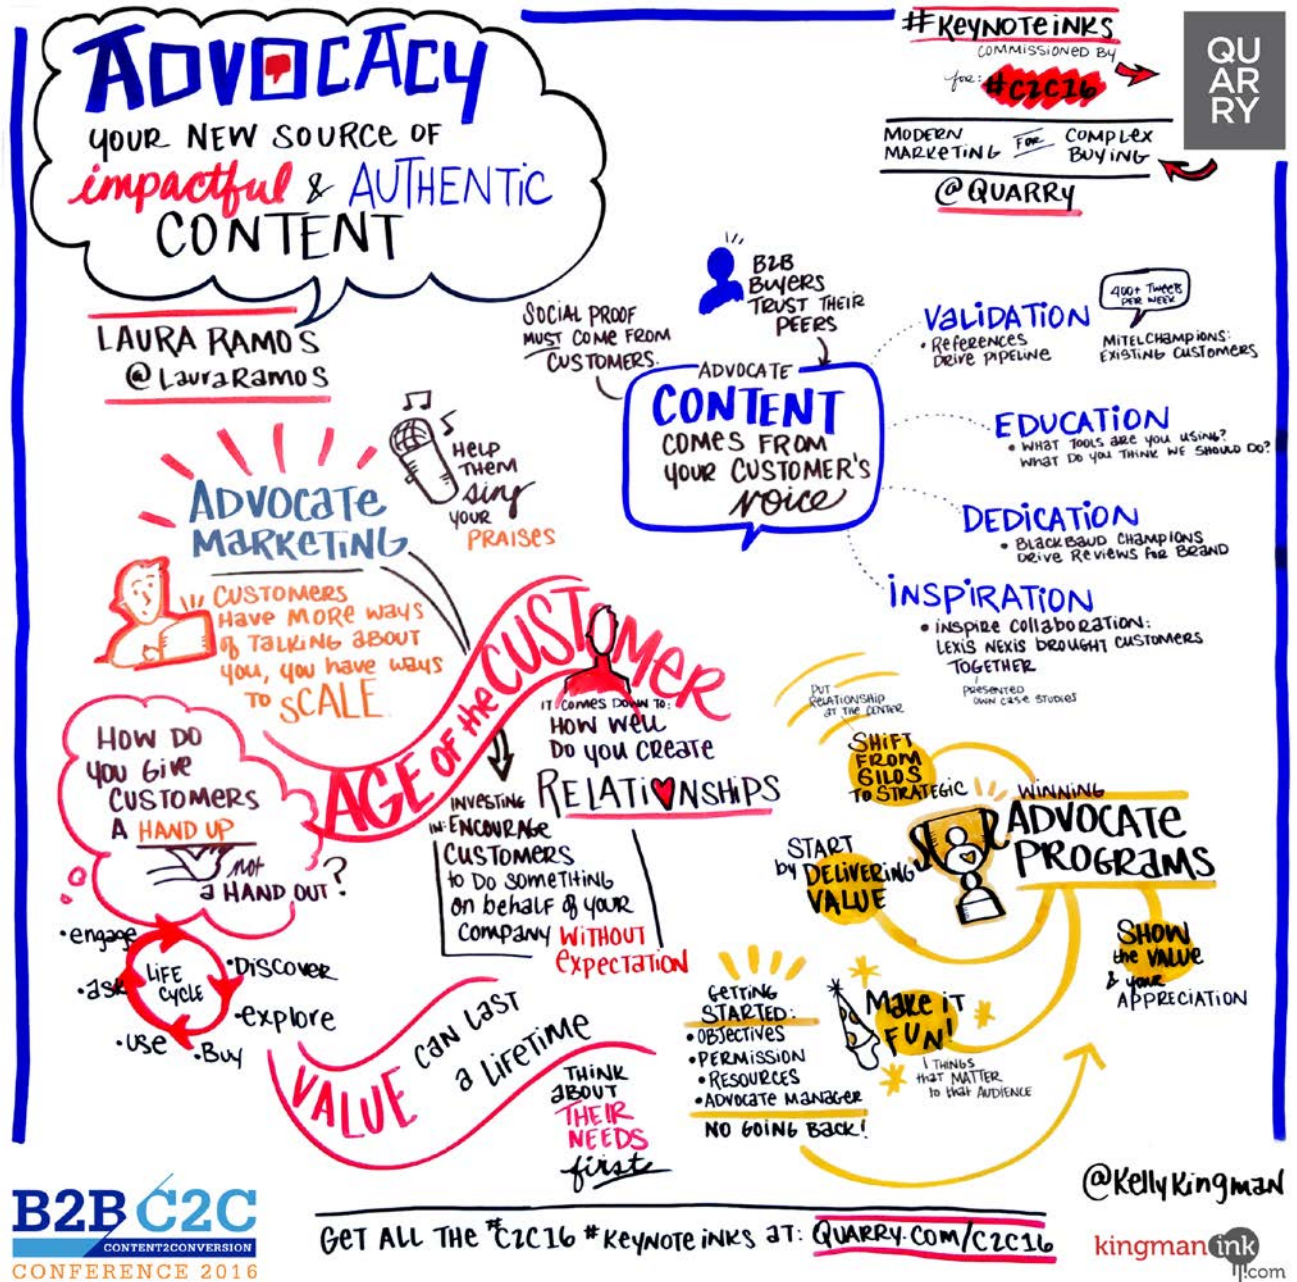 ADVOCACY
YOUR NEW SOURCE OF
impactful & AUTHENTIC
CONTENT
LAURA RAMOS
@LauraRamos
#KEYNOTEINKS
COMMISSIONED BY
for: #C2C16
QU
AR
RY
MODERN
MARKETING FOR COMPLEX
BUYING
@QUARRY
SOCIAL PROOF
MUST COME FROM
CUSTOMERS.
B2B
BUYERS
TRUST THEIR
PEERS
ADVOCATE
CONTENT
COMES FROM
YOUR CUSTOMER'S
VOICE
VALIDATION
• REFERENCES
DRIVE PIPELINE
400+ TWEETS
PER WEEK
MITELCHAMPIONS:
EXISTING CUSTOMERS
EDUCATION
• WHAT TOOLS ARE YOU USING?
WHAT DO YOU THINK WE SHOULD DO?
DEDICATION
• BLACKBAUD CHAMPIONS
DRIVE REVIEWS FOR BRAND
INSPIRATION
• INSPIRE COLLABORATION:
LEXIS NEXIS BROUGHT CUSTOMERS
TOGETHER
PRESENTED
OWN CASE STUDIES
HELP
THEM
sing
YOUR
PRAISES
ADVOCATE
MARKETING
CUSTOMERS
HAVE MORE WAYS
of TALKING ABOUT
YOU, YOU HAVE WAYS
TO SCALE
AGE OF the CUSTOMER
IT COMES DOWN TO:
HOW WELL
DO YOU CREATE
RELATIONSHIPS
INVESTING
IN: ENCOURAGE
CUSTOMERS
to DO SOMETHING
on behalf of YOUR
COMPANY WITHOUT
EXPECTATION
HOW DO
YOU GIVE
CUSTOMERS
A HAND UP
not
a HAND OUT?
LIFE
CYCLE
• engage
• DISCOVER
• explore
• BUY
• USE
• ask
VALUE CAN LAST
a LIFETIME
THINK
ABOUT
THEIR
NEEDS
first
PUT
RELATIONSHIP
AT THE CENTER
SHIFT
FROM
SILOS
TO STRATEGIC
WINNING
ADVOCATE
PROGRAMS
START
by DELIVERING
VALUE
SHOW
the VALUE
& your
APPRECIATION
MAKE IT
FUN!
THINGS
that MATTER
to that AUDIENCE
GETTING
STARTED:
• OBJECTIVES
• PERMISSION
• RESOURCES
• ADVOCATE MANAGER
NO GOING BACK!
B2B C2C
CONTENT2CONVERSION
CONFERENCE 2016
GET ALL THE #C2C16 #KEYNOTE INKS AT: QUARRY.COM/C2C16
@KellyKingman
kingman ink
.com